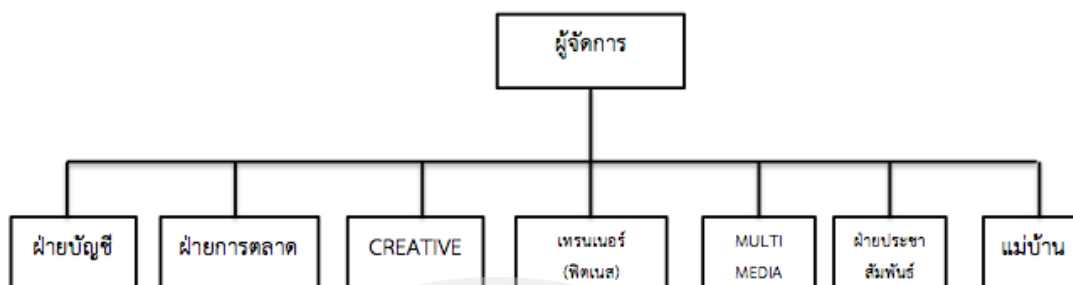 ผู้จัดการ
ฝ่ายบัญชี
ฝ่ายการตลาด
CREATIVE
เทรนเนอร์
(ฟิตเนส)
MULTI
MEDIA
ฝ่ายประชา
สัมพันธ์
แม่บ้าน